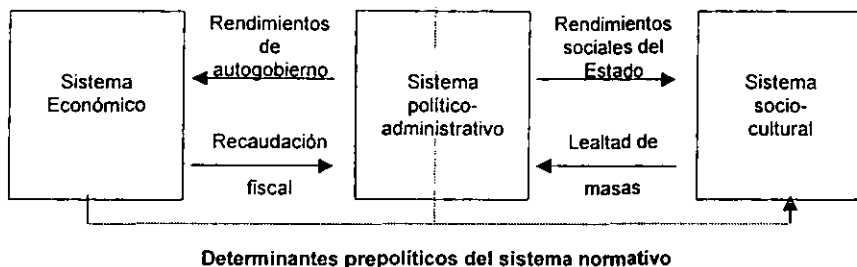 Sistema
Económico
Rendimientos
de
autogobierno
Recaudación
fiscal
Sistema
político-
administrativo
Rendimientos
sociales del
Estado
Lealtad de
masas
Sistema
socio-
cultural
Determinantes prepolíticos del sistema normativo